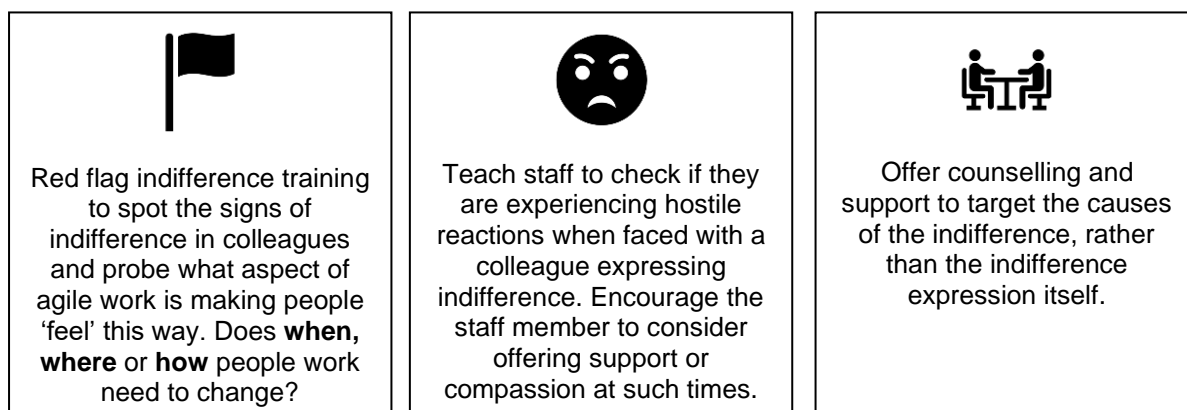 Red flag indifference training
to spot the signs of
indifference in colleagues
and probe what aspect of
agile work is making people
‘feel’ this way. Does when,
where or how people work
need to change?
Teach staff to check if they
are experiencing hostile
reactions when faced with a
colleague expressing
indifference. Encourage the
staff member to consider
offering support or
compassion at such times.
Offer counselling and
support to target the causes
of the indifference, rather
than the indifference
expression itself.